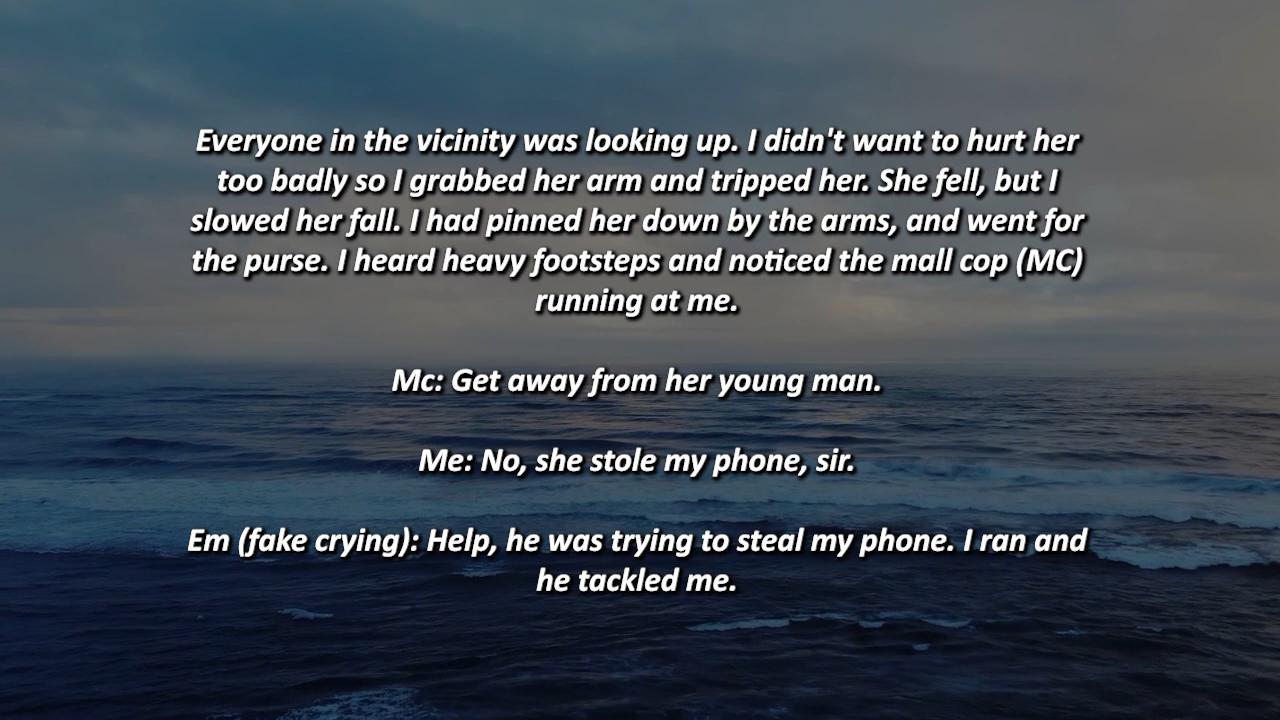 Everyone in the vicinity was looking up. I didn't want to hurt her
too badly so I grabbed her arm and tripped her. She fell, but I
slowed her fall. I had pinned her down by the arms, and went for
the purse. I heard heavy footsteps and noticed the mall cop (MC)
running at me.
Mc: Get away from her young man.
Me: No, she stole my phone, sir.
Em (fake crying): Help, he was trying to steal my phone. I ran and
he tackled me.